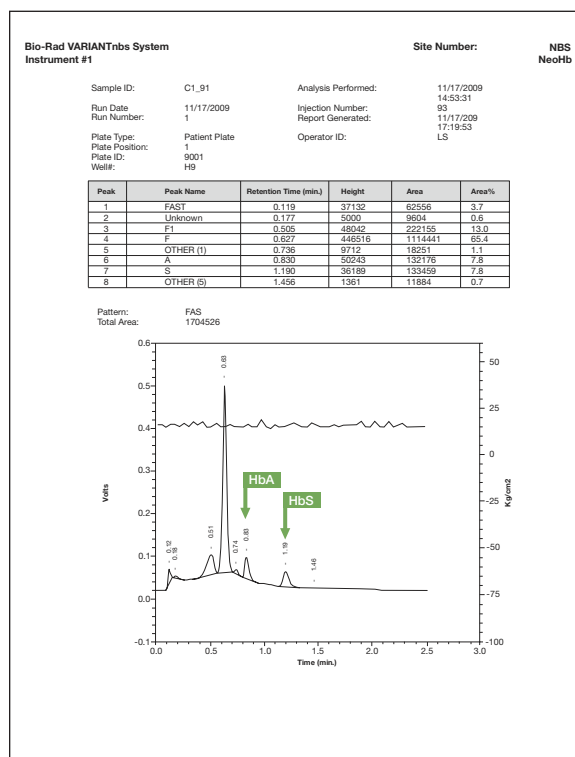 Bio-Rad VARIANTnbs System Site Number: NBS
Instrument #1 NeoHb
Sample ID: C1_91 Analysis Performed: 11/17/2009
14:53:31
Run Date 11/17/2009 Injection Number: 93
Run Number: 1 Report Generated: 11/17/209
17:19:53
Plate Type: Patient Plate Operator ID: LS
Plate Position: 1
Plate ID: 9001
Well#: H9
Peak Peak Name Retention Time (min.) Height Area Area%
1 FAST 0.119 37132 62556 3.7
2 Unknown 0.177 5000 9604 0.6
3 F1 0.505 48042 222155 13.0
4 F 0.627 446516 1114441 65.4
5 OTHER (1) 0.736 9712 18251 1.1
6 A 0.830 50243 132176 7.8
7 S 1.190 36189 133459 7.8
8 OTHER (5) 1.456 1361 11884 0.7
Pattern: FAS
Total Area: 1704526
0.6
0.5
0.4
0.3
0.2
0.1
0.0
-0.1
Volts
0.12
0.18
0.51
0.63
0.74
0.83
1.19
1.46
HbA
HbS
50
25
0
-25
-50
-75
-100
Kg/cm2
0.0 0.5 1.0 1.5 2.0 2.5 3.0
Time (min.)